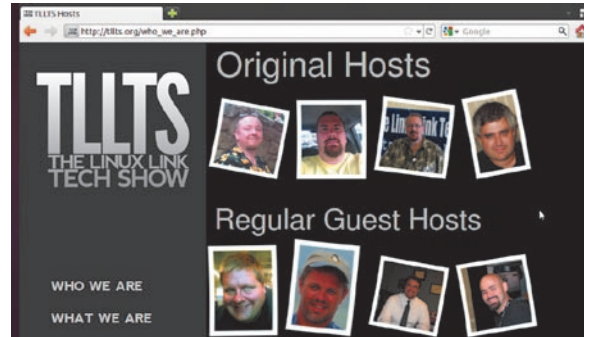 TLLTS Hosts
http://tllts.org/who_we_are.php
Google
TLLTS
THE LINUX LINK
TECH SHOW
Original Hosts
Regular Guest Hosts
WHO WE ARE
WHAT WE ARE